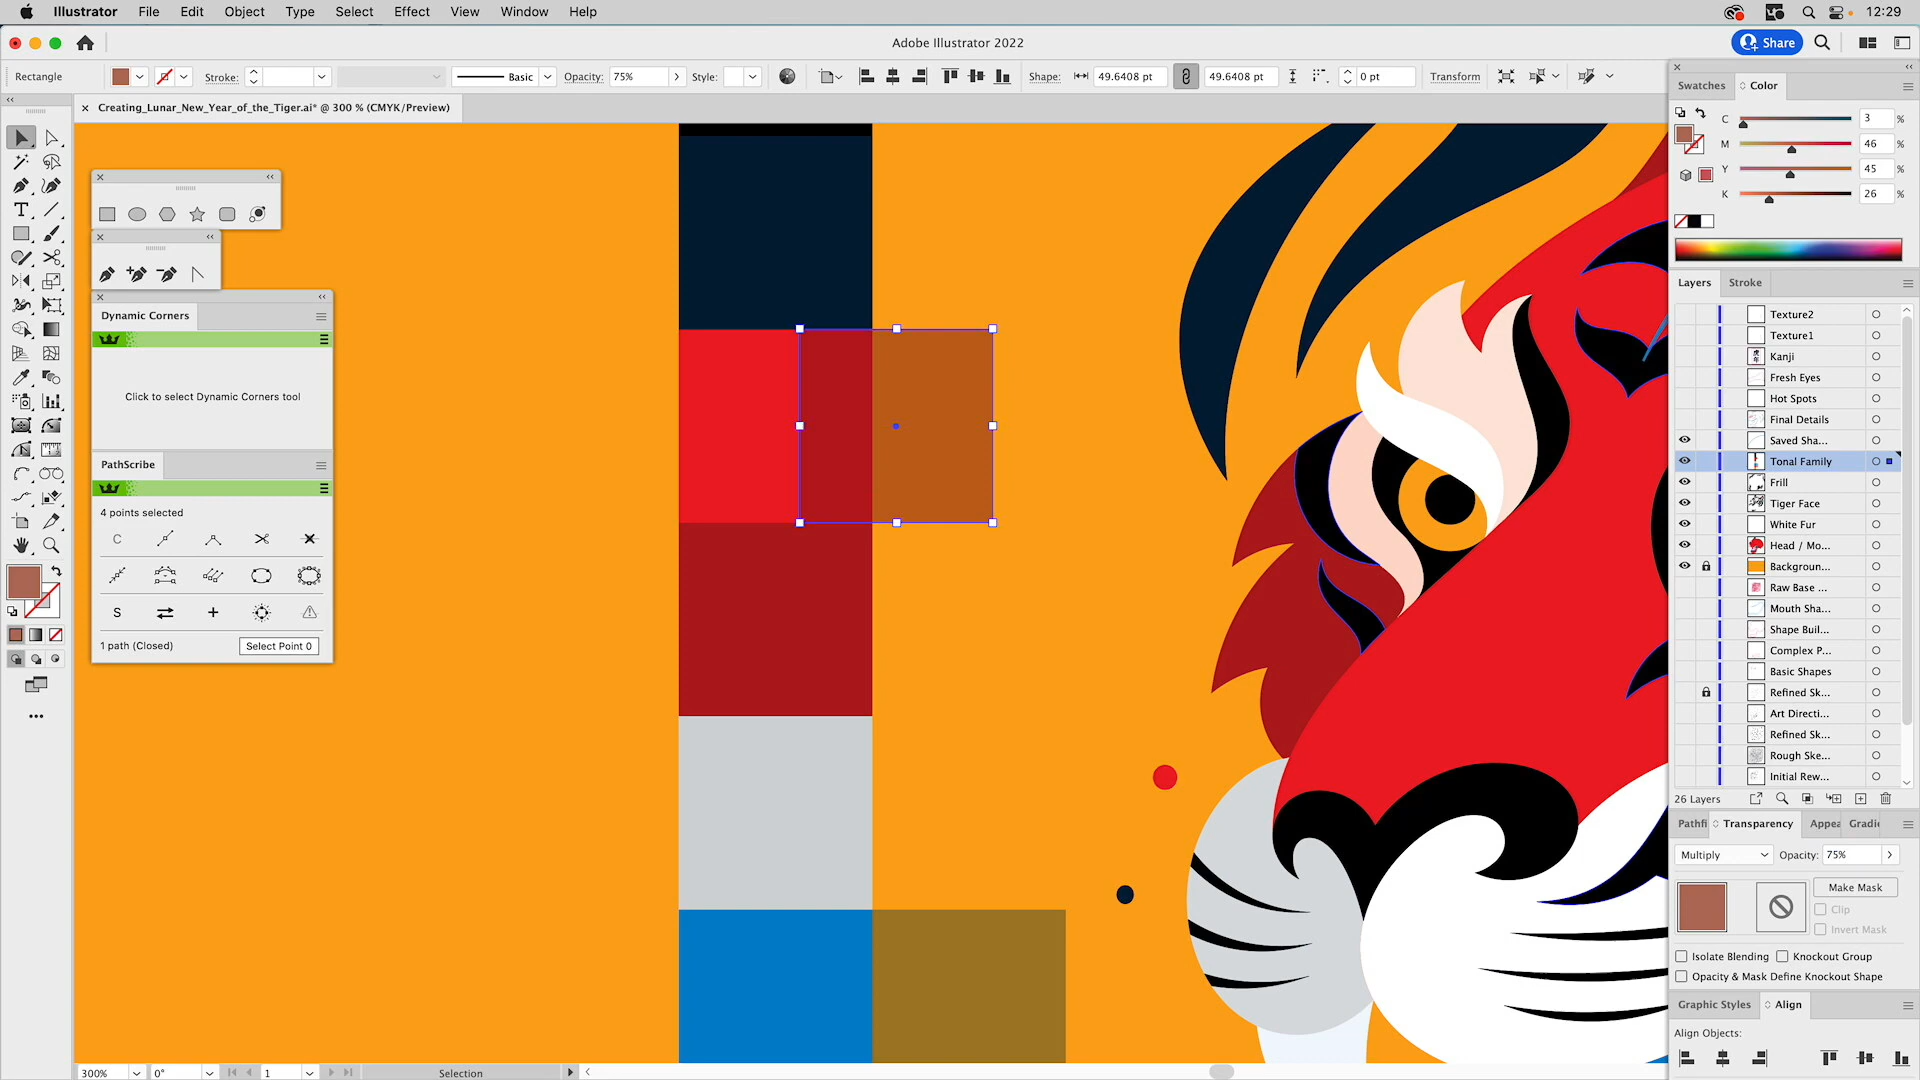 Illustrator File Edit Object Type Select Effect View Window Help 12:29
Adobe Illustrator 2022 Share
Rectangle Stroke: Basic Opacity: 75% Style: Shape: 49.6408 pt 49.6408 pt 0 pt Transform
Creating_Lunar_New_Year_of_the_Tiger.ai* @ 300 % (CMYK/Preview)
Dynamic Corners
Click to select Dynamic Corners tool
PathScribe
4 points selected
C
S
1 path (Closed) Select Point 0
Swatches Color
C 3 %
M 46 %
Y 45 %
K 26 %
Layers Stroke
Texture2
Texture1
Kanji
Fresh Eyes
Hot Spots
Final Details
Saved Sha...
Tonal Family
Frill
Tiger Face
White Fur
Head / Mo...
Backgroun...
Raw Base ...
Mouth Sha...
Shape Buil...
Complex P...
Basic Shapes
Refined Sk...
Art Directi...
Refined Sk...
Rough Ske...
Initial Rew...
26 Layers
Pathfi Transparency Appea Gradi
Multiply Opacity: 75%
Make Mask
Clip
Invert Mask
Isolate Blending Knockout Group
Opacity & Mask Define Knockout Shape
Graphic Styles Align
Align Objects:
300% 0° 1 Selection